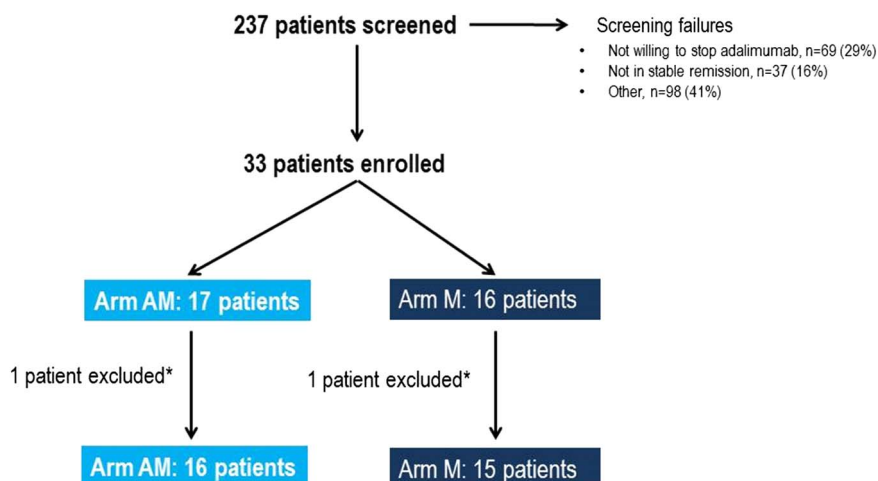 237 patients screened
Screening failures
• Not willing to stop adalimumab, n=69 (29%)
• Not in stable remission, n=37 (16%)
• Other, n=98 (41%)
33 patients enrolled
Arm AM: 17 patients
Arm M: 16 patients
1 patient excluded*
1 patient excluded*
Arm AM: 16 patients
Arm M: 15 patients